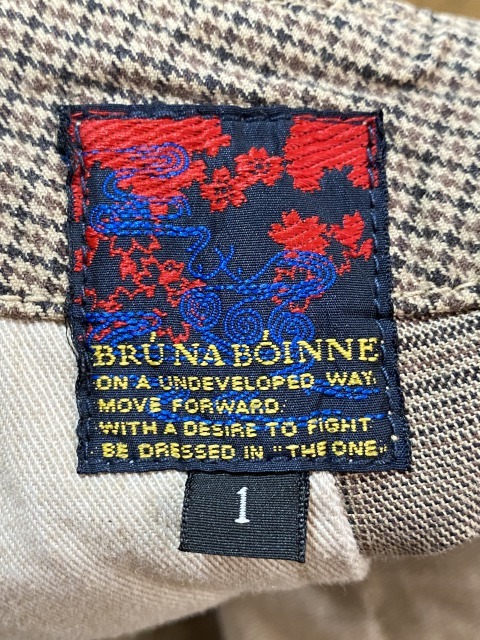 BRÚ NA BÓINNE
ON A UNDEVELOPED WAY,
MOVE FORWARD.
WITH A DESIRE TO FIGHT
BE DRESSED IN "THE ONE"
1